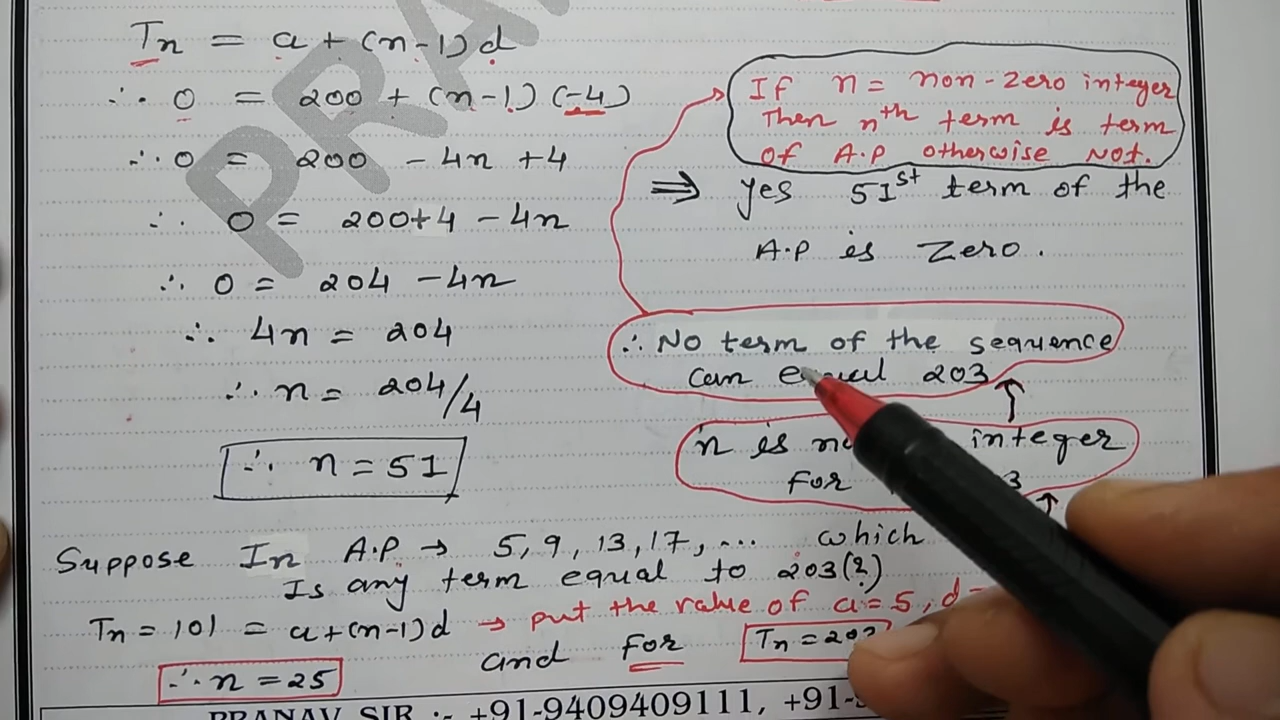 Tn = a + (n-1) d
∴ 0 = 200 + (n-1) (-4)
∴ 0 = 200 - 4n + 4
∴ 0 = 200+4 - 4n
∴ 0 = 204 - 4n
∴ 4n = 204
∴ n = 204/4
∴ n = 51
If n = non-zero integer
Then nth term is term
of A.P otherwise Not.
⇒ yes 51st term of the
A.P is Zero.
∴ No term of the sequence
can equal 203
n is integer
for 3
Suppose In A.P → 5, 9, 13, 17, ... which
Is any term equal to 203(?)
Tn = 101 = a+(n-1)d → put the value of a=5, d=
and for Tn = 203
∴ n = 25
PRANAV SIR :- +91-9409409111, +91-
PRA